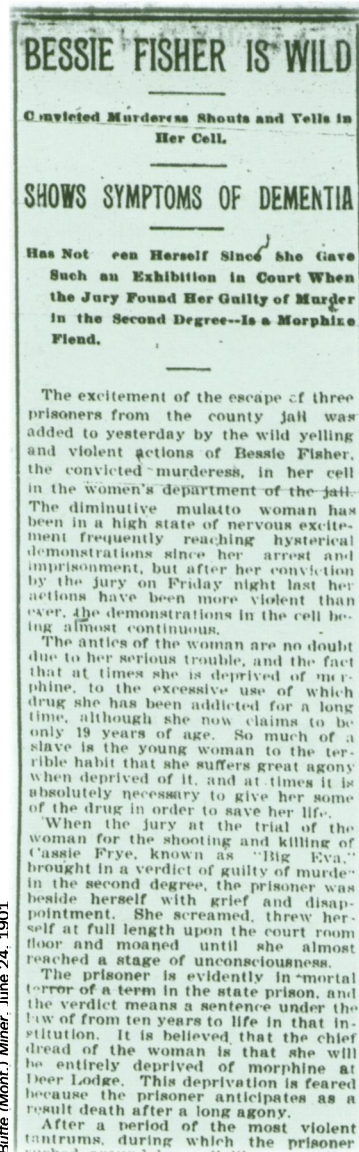 BESSIE FISHER IS WILD
Convicted Murderess Shouts and Yells in
Her Cell.
SHOWS SYMPTOMS OF DEMENTIA
Has Not een Herself Since She Gave
Such an Exhibition in Court When
the Jury Found Her Guilty of Murder
in the Second Degree--Is a Morphine
Fiend.
The excitement of the escape of three
prisoners from the county jail was
added to yesterday by the wild yelling
and violent actions of Bessie Fisher,
the convicted murderess, in her cell
in the women's department of the jail.
The diminutive mulatto woman has
been in a high state of nervous excite-
ment frequently reaching hysterical
demonstrations since her arrest and
imprisonment, but after her conviction
by the jury on Friday night last her
actions have been more violent than
ever, the demonstrations in the cell be-
ing almost continuous.
The antics of the woman are no doubt
due to her serious trouble, and the fact
that at times she is deprived of mor-
phine, to the excessive use of which
drug she has been addicted for a long
time, although she now claims to be
only 19 years of age. So much of a
slave is the young woman to the ter-
rible habit that she suffers great agony
when deprived of it, and at times it is
absolutely necessary to give her some
of the drug in order to save her life.
When the jury at the trial of the
woman for the shooting and killing of
Cassie Frye, known as "Big Eva,"
brought in a verdict of guilty of murder
in the second degree, the prisoner was
beside herself with grief and disap-
pointment. She screamed, threw her-
self at full length upon the court room
floor and moaned until she almost
reached a stage of unconsciousness.
The prisoner is evidently in mortal
terror of a term in the state prison, and
the verdict means a sentence under the
law of from ten years to life in that in-
stitution. It is believed that the chief
dread of the woman is that she will
be entirely deprived of morphine at
Deer Lodge. This deprivation is feared
because the prisoner anticipates as a
result death after a long agony.
After a period of the most violent
tantrums, during which the prisoner
Butte (Mont.) Miner, June 24, 1901